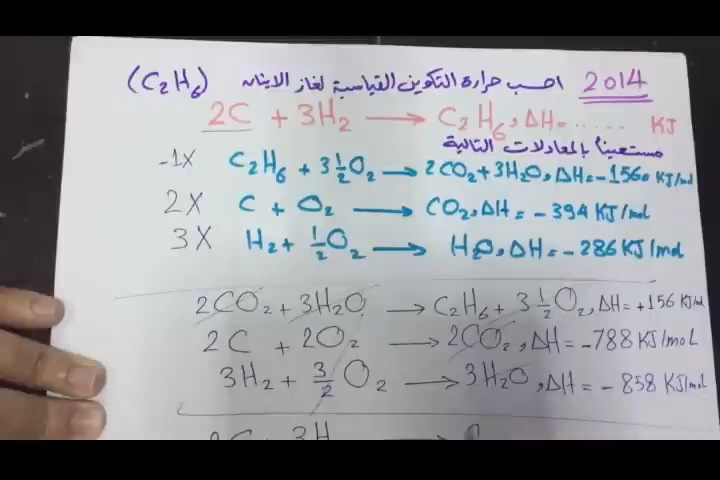 2014 احسب حرارة التكوين القياسية لغاز الايثان (C₂H₆)
2C + 3H₂ → C₂H₆, ΔH = ...... KJ
مستعيناً بالمعادلات التالية
-1X C₂H₆ + 3½O₂ → 2CO₂ + 3H₂O, ΔH = -1560 KJ/mol
2X C + O₂ → CO₂, ΔH = -394 KJ/mol
3X H₂ + ½O₂ → H₂O, ΔH = -286 KJ/mol
2CO₂ + 3H₂O → C₂H₆ + 3½O₂, ΔH = +156 KJ/mol
2C + 2O₂ → 2CO₂, ΔH = -788 KJ/moL
3H₂ + 3/2 O₂ → 3H₂O, ΔH = -858 KJ/moL
2C 3H